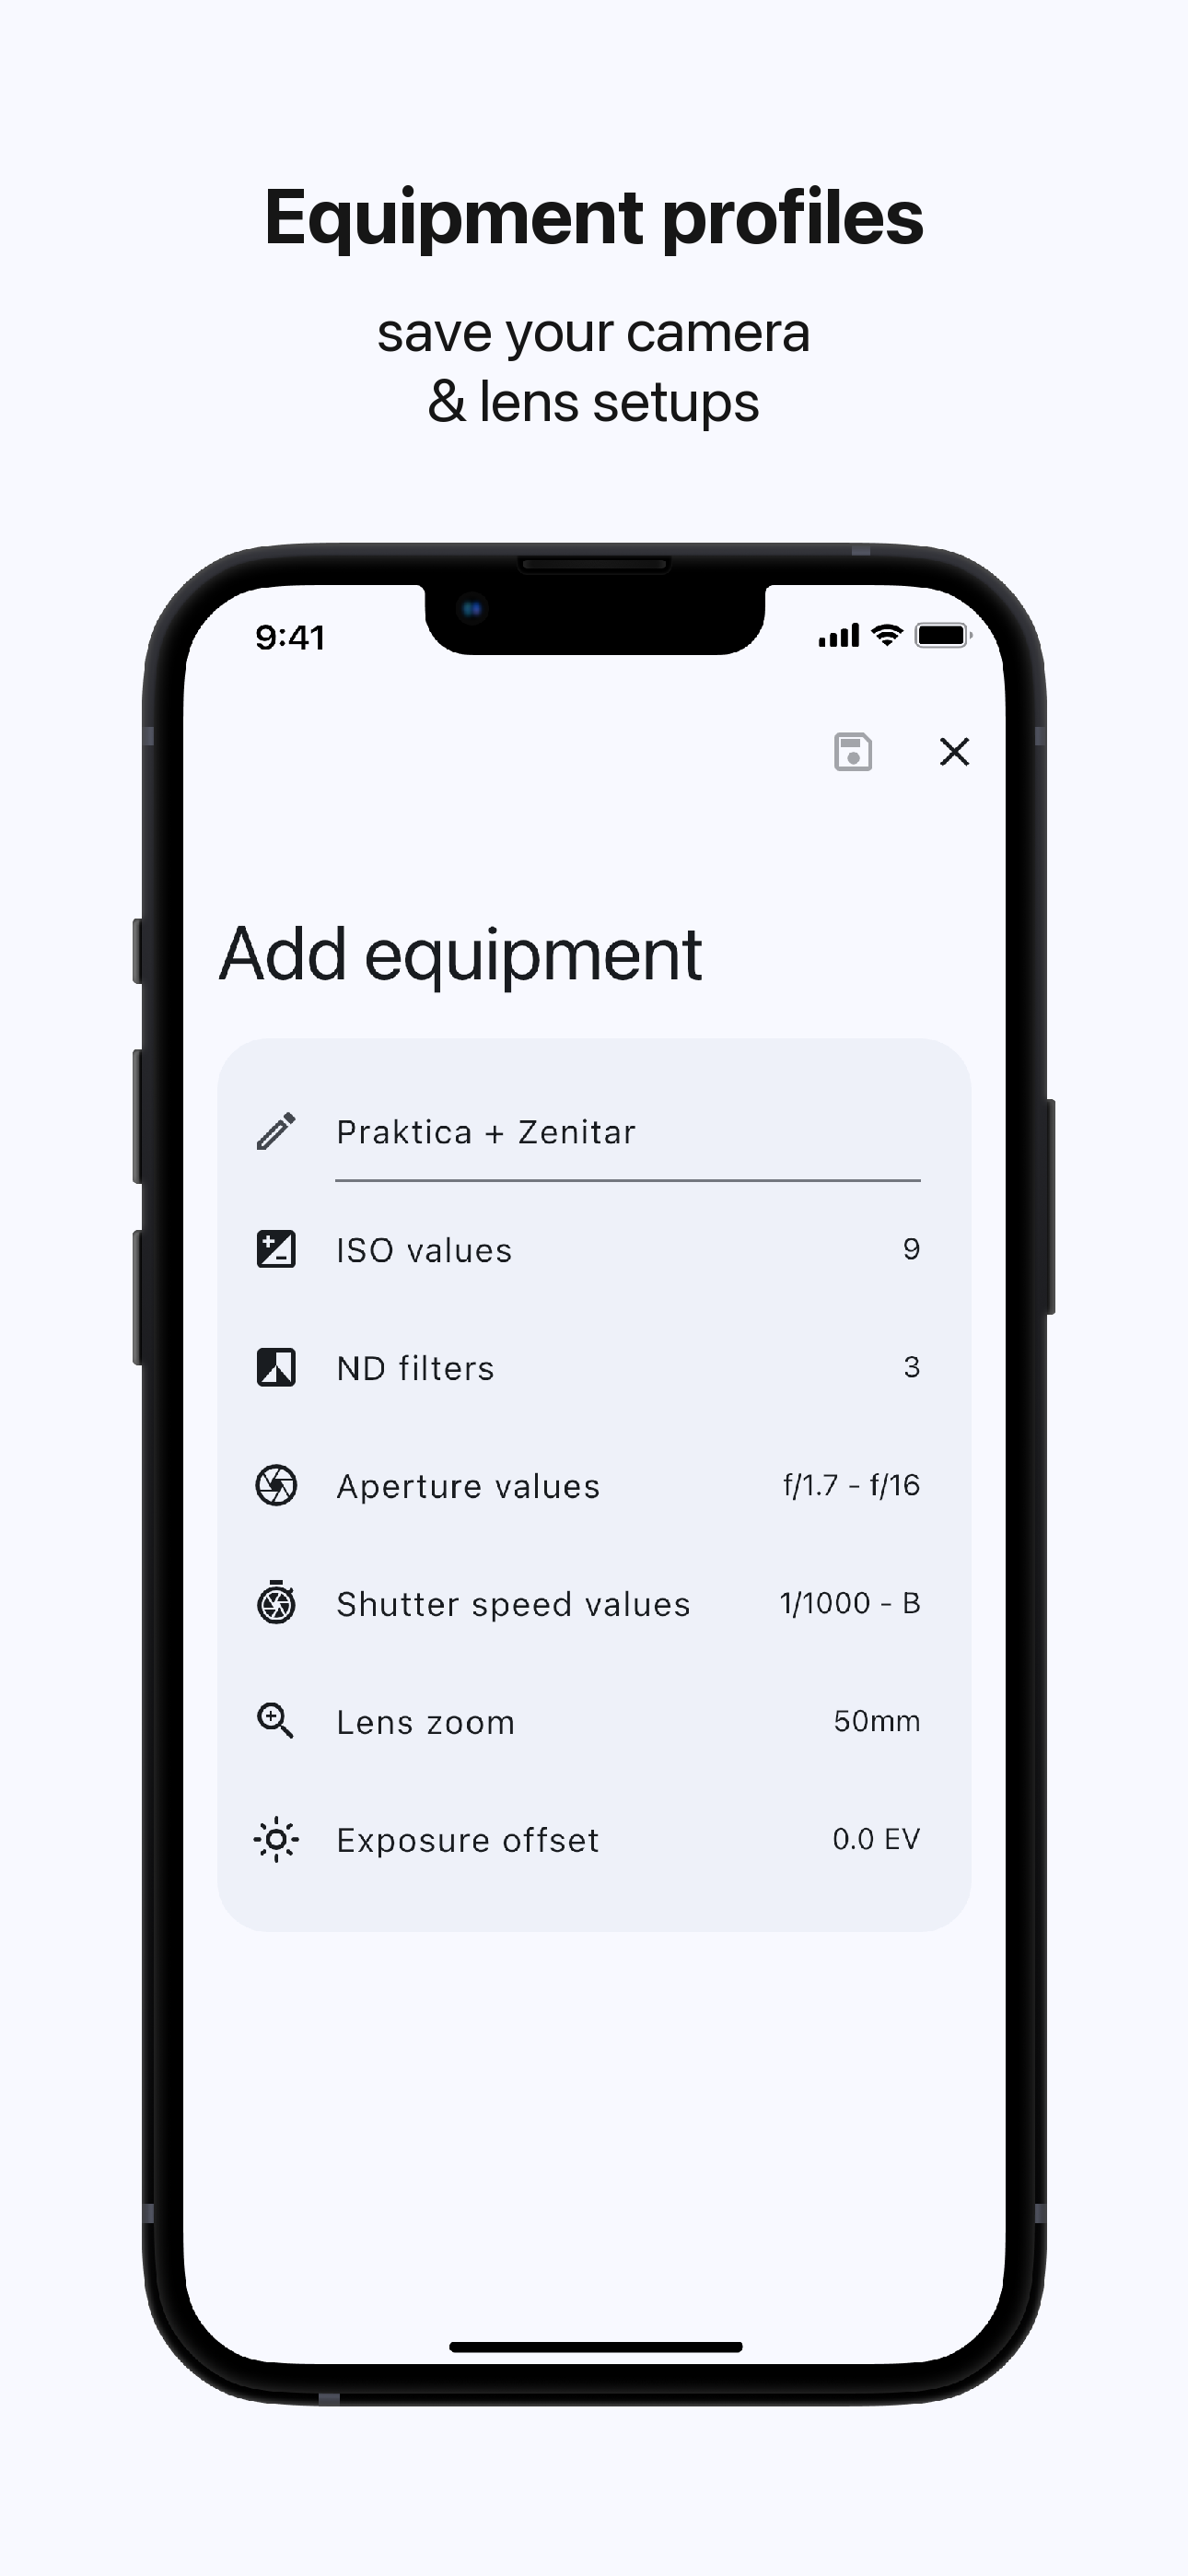 Equipment profiles
save your camera
& lens setups
9:41
Add equipment
Praktica + Zenitar
ISO values 9
ND filters 3
Aperture values f/1.7 - f/16
Shutter speed values 1/1000 - B
Lens zoom 50mm
Exposure offset 0.0 EV